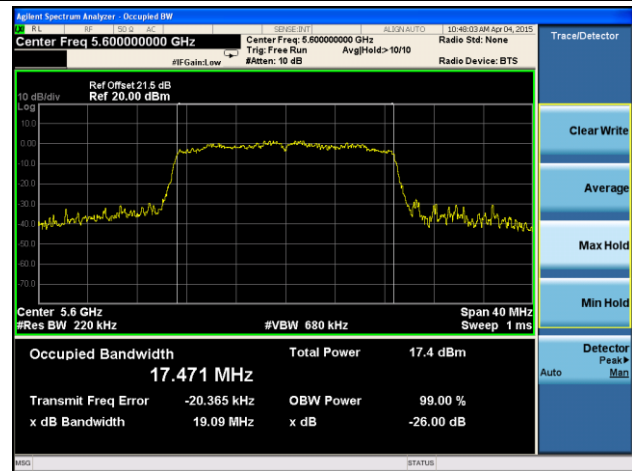 Agilent Spectrum Analyzer - Occupied BW
RL RF 50 Ω AC SENSE:INT ALIGN AUTO 10:48:03 AM Apr 04, 2015
Center Freq 5.600000000 GHz
Center Freq: 5.600000000 GHz
Radio Std: None
Trig: Free Run Avg|Hold:> 10/10
#IFGain:Low
#Atten: 10 dB
Radio Device: BTS
Ref Offset 21.5 dB
10 dB/div Ref 20.00 dBm
Log
10.0
0.00
-10.0
-20.0
-30.0
-40.0
-50.0
-60.0
-70.0
Center 5.6 GHz Span 40 MHz
#Res BW 220 kHz #VBW 680 kHz Sweep 1 ms
Occupied Bandwidth Total Power 17.4 dBm
17.471 MHz
Transmit Freq Error -20.365 kHz OBW Power 99.00 %
x dB Bandwidth 19.09 MHz x dB -26.00 dB
MSG STATUS
Trace/Detector
Clear Write
Average
Max Hold
Min Hold
Detector
Peak▶
Auto Man